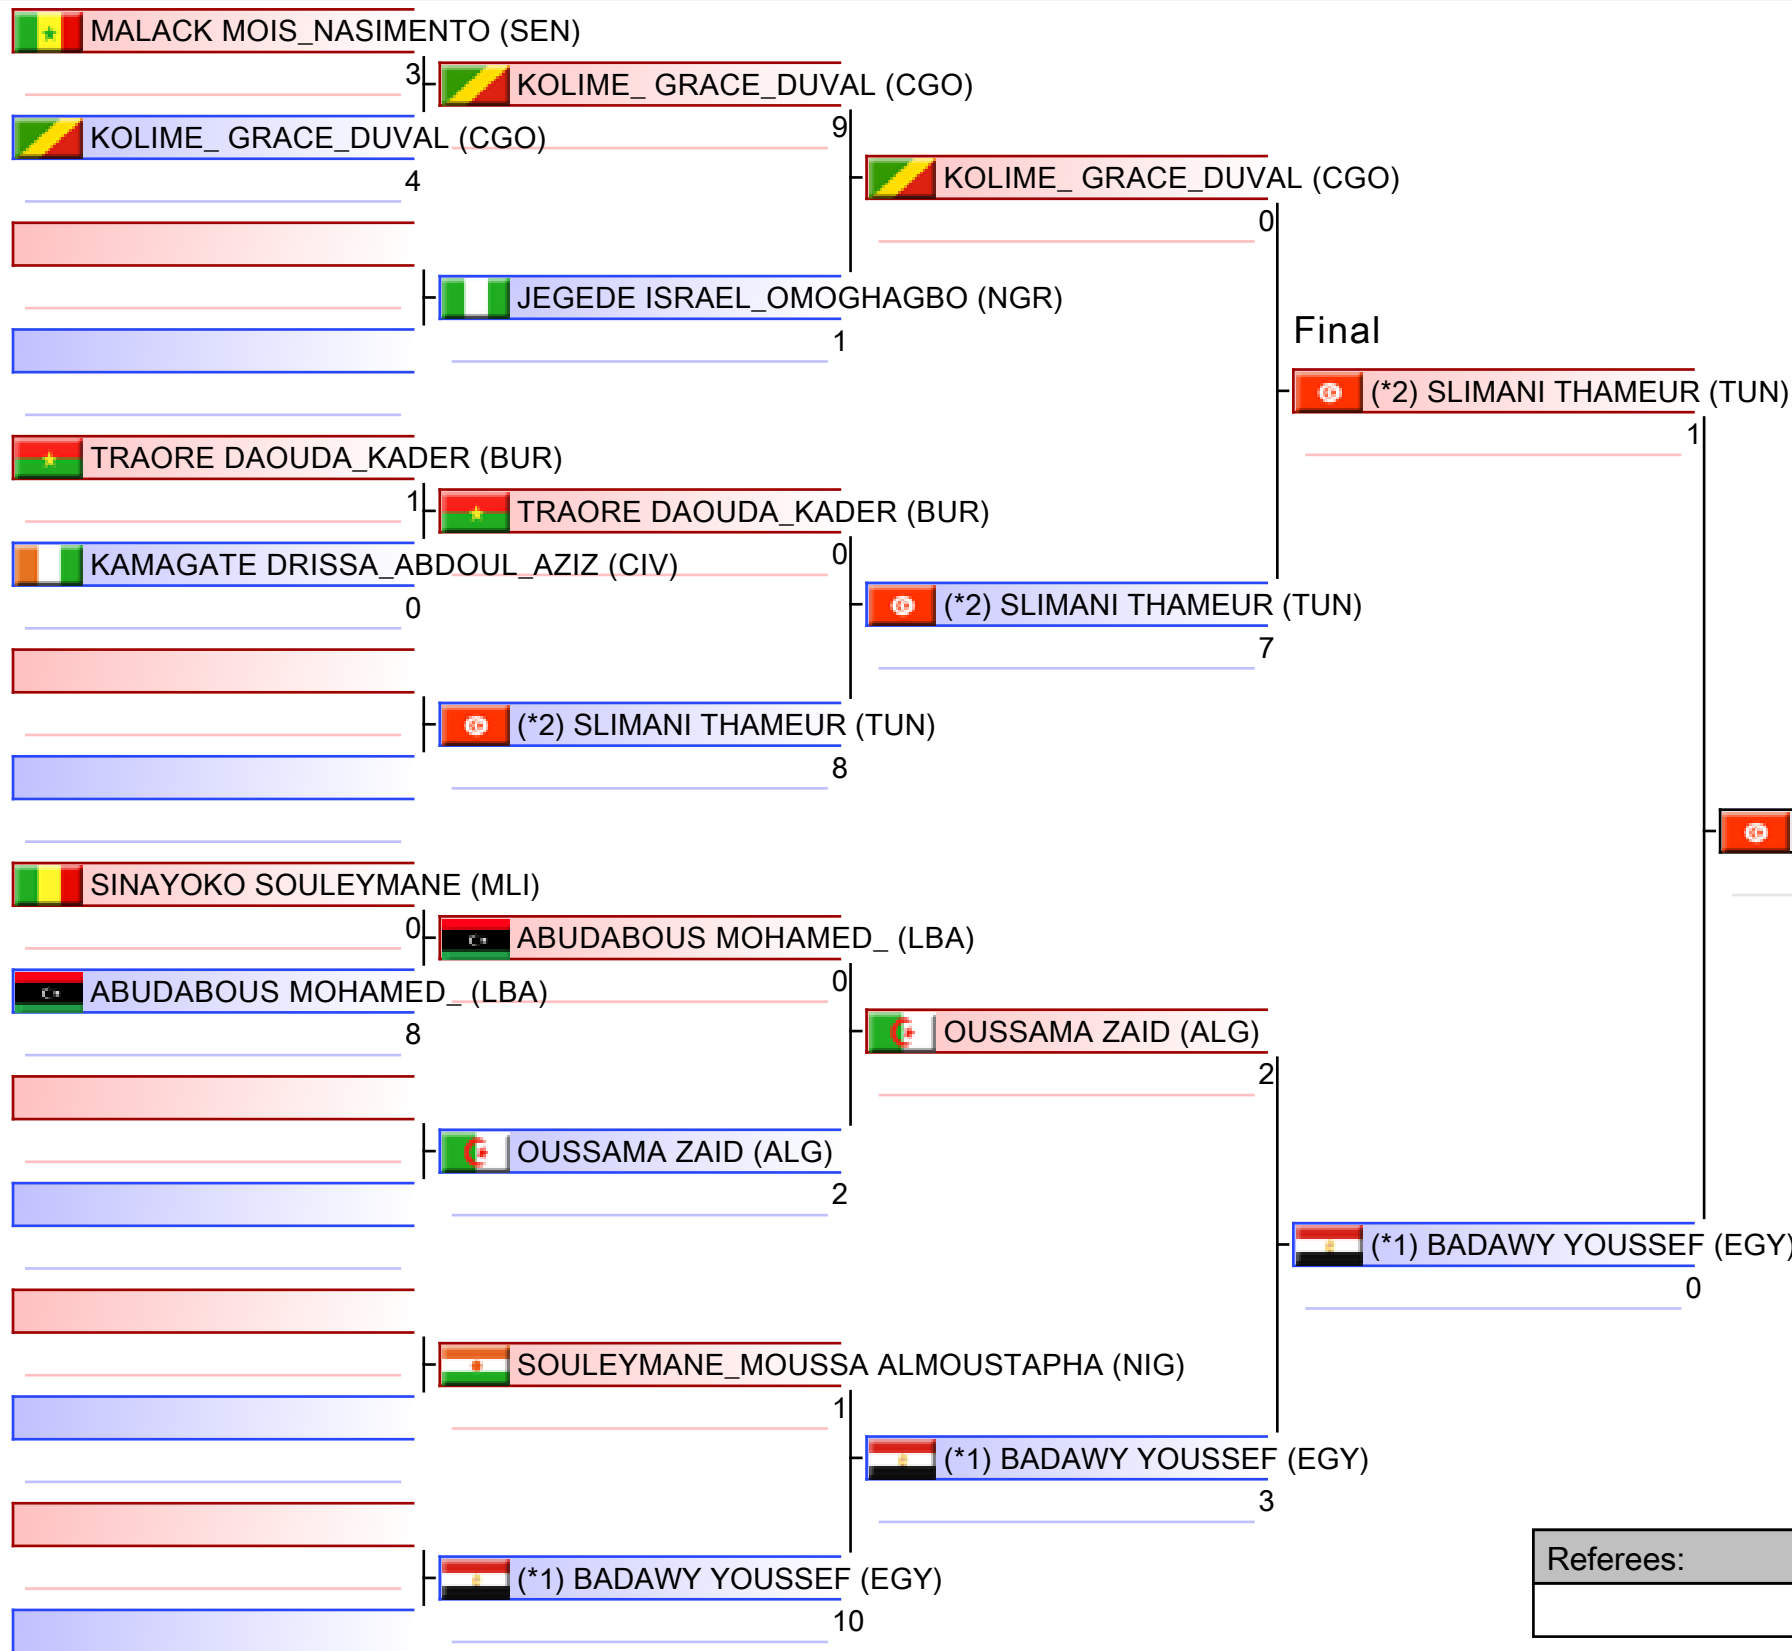 MALACK MOIS_NASIMENTO (SEN)
3
KOLIME_ GRACE_DUVAL (CGO)
KOLIME_ GRACE_DUVAL (CGO)
9
4
KOLIME_ GRACE_DUVAL (CGO)
0
JEGEDE ISRAEL_OMOGHAGBO (NGR)
1
Final
(*2) SLIMANI THAMEUR (TUN)
1
TRAORE DAOUDA_KADER (BUR)
1
TRAORE DAOUDA_KADER (BUR)
0
KAMAGATE DRISSA_ABDOUL_AZIZ (CIV)
0
(*2) SLIMANI THAMEUR (TUN)
7
(*2) SLIMANI THAMEUR (TUN)
8
SINAYOKO SOULEYMANE (MLI)
0
ABUDABOUS MOHAMED_ (LBA)
0
ABUDABOUS MOHAMED_ (LBA)
8
OUSSAMA ZAID (ALG)
2
OUSSAMA ZAID (ALG)
2
(*1) BADAWY YOUSSEF (EGY)
0
SOULEYMANE_MOUSSA ALMOUSTAPHA (NIG)
1
(*1) BADAWY YOUSSEF (EGY)
3
(*1) BADAWY YOUSSEF (EGY)
10
Referees: